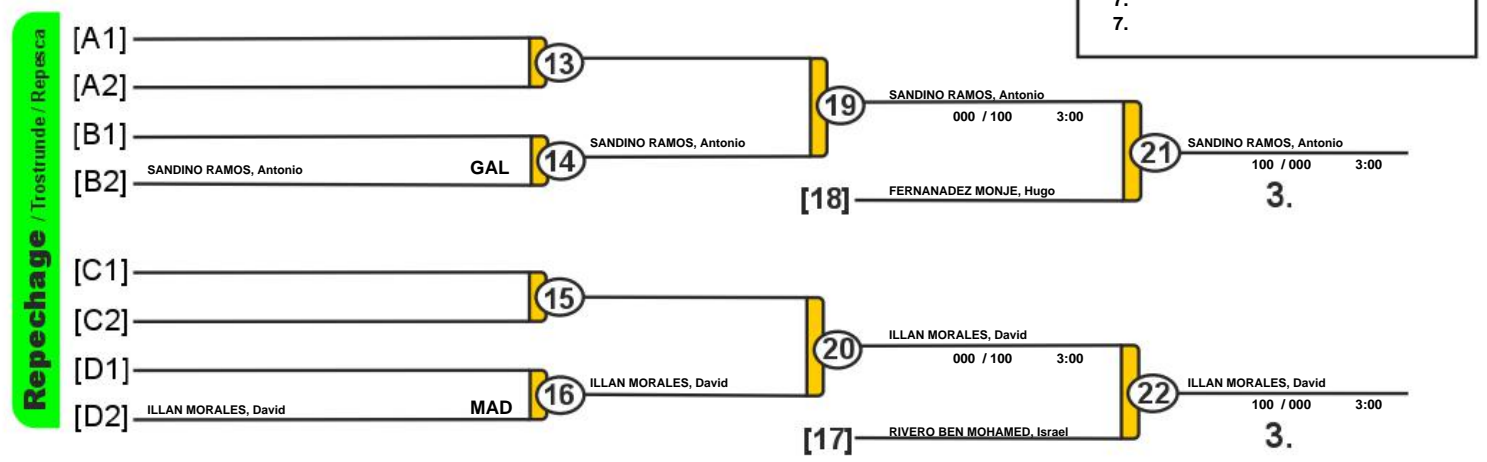 7.
7.
Repechage / Trostrunde / Repesca
[A1]
13
[A2]
19
SANDINO RAMOS, Antonio
000 / 100 3:00
[B1]
[B2]
SANDINO RAMOS, Antonio GAL
14
SANDINO RAMOS, Antonio
21
SANDINO RAMOS, Antonio
100 / 000 3:00
3.
[18]
FERNANADEZ MONJE, Hugo
[C1]
15
[C2]
20
ILLAN MORALES, David
000 / 100 3:00
[D1]
[D2]
ILLAN MORALES, David MAD
16
ILLAN MORALES, David
22
ILLAN MORALES, David
100 / 000 3:00
3.
[17]
RIVERO BEN MOHAMED, Israel